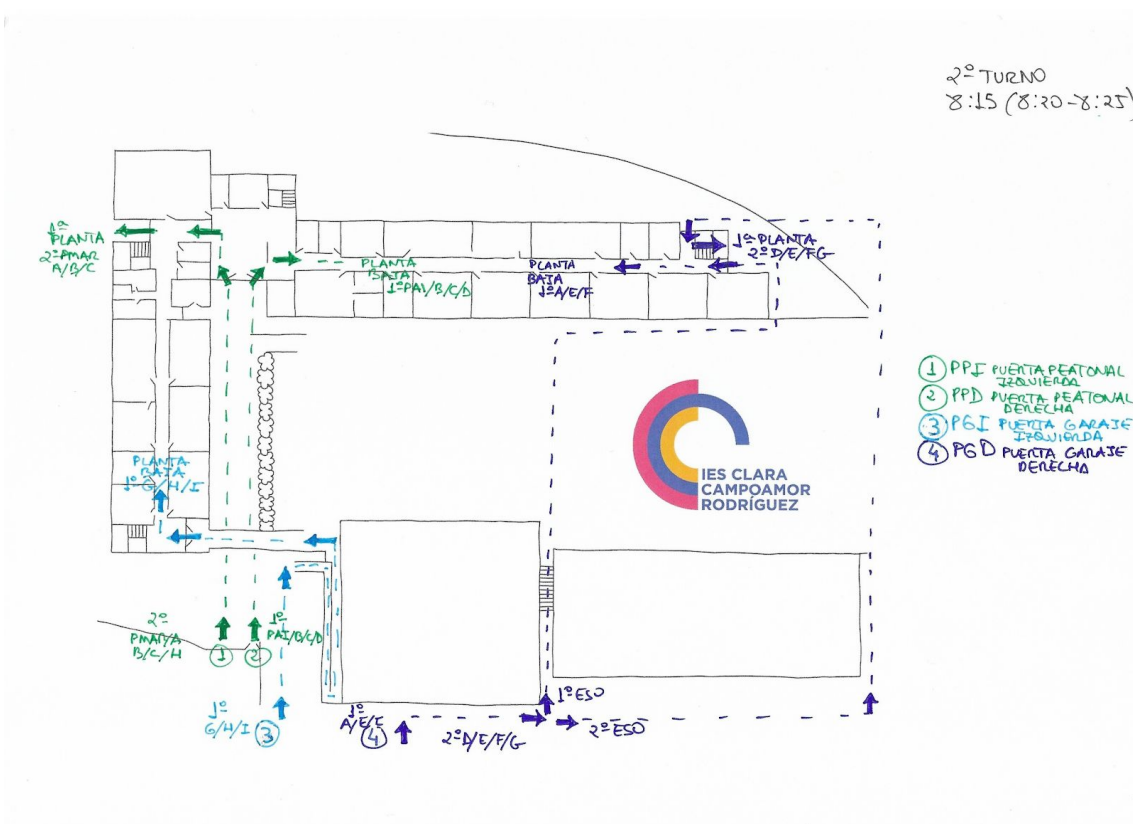 2º TURNO
8:15 (8:20-8:25)
1ª
PLANTA
2º PMAR
A/B/C
PLANTA
BAJA
1º PAI/B/C/D
PLANTA
BAJA
1º A/E/F
1ª PLANTA
2º D/E/FG
1 PPI PUERTA PEATONAL
IZQUIERDA
2 PPD PUERTA PEATONAL
DERECHA
3 PGI PUERTA GARAJE
IZQUIERDA
4 PGD PUERTA GARAJE
DERECHA
IES CLARA
CAMPOAMOR
RODRÍGUEZ
PLANTA
BAJA
1º G/H/I
2º
PMAR/A
B/C/H
1
2
1º
PAI/B/C/D
1º
G/H/I 3
1º
4
2º D/E/F/G
1º ESO
2º ESO